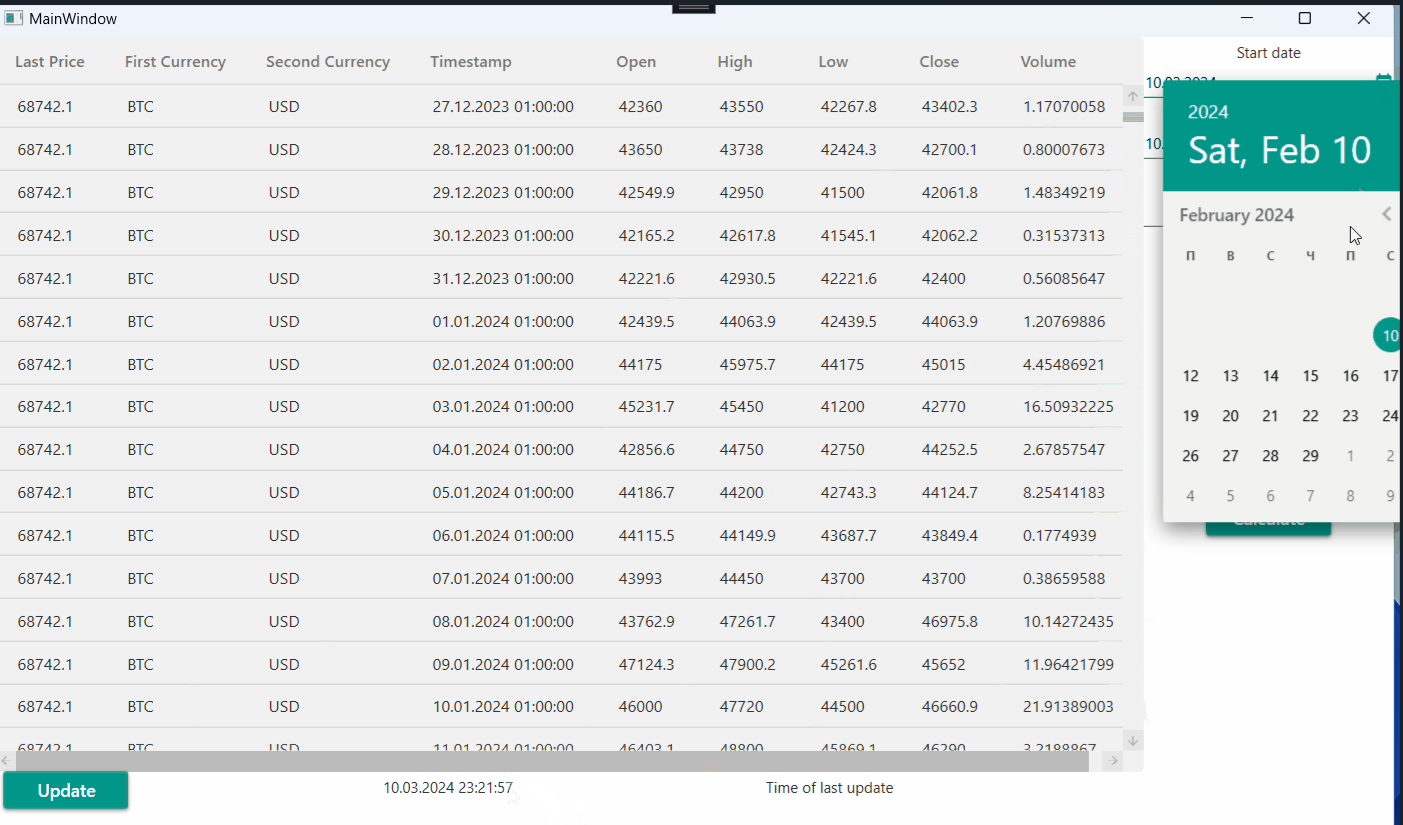 MainWindow
Start date
Last Price First Currency Second Currency Timestamp Open High Low Close Volume
68742.1 BTC USD 27.12.2023 01:00:00 42360 43550 42267.8 43402.3 1.17070058
68742.1 BTC USD 28.12.2023 01:00:00 43650 43738 42424.3 42700.1 0.80007673
68742.1 BTC USD 29.12.2023 01:00:00 42549.9 42950 41500 42061.8 1.48349219
68742.1 BTC USD 30.12.2023 01:00:00 42165.2 42617.8 41545.1 42062.2 0.31537313
68742.1 BTC USD 31.12.2023 01:00:00 42221.6 42930.5 42221.6 42400 0.56085647
68742.1 BTC USD 01.01.2024 01:00:00 42439.5 44063.9 42439.5 44063.9 1.20769886
68742.1 BTC USD 02.01.2024 01:00:00 44175 45975.7 44175 45015 4.45486921
68742.1 BTC USD 03.01.2024 01:00:00 45231.7 45450 41200 42770 16.50932225
68742.1 BTC USD 04.01.2024 01:00:00 42856.6 44750 42750 44252.5 2.67857547
68742.1 BTC USD 05.01.2024 01:00:00 44186.7 44200 42743.3 44124.7 8.25414183
68742.1 BTC USD 06.01.2024 01:00:00 44115.5 44149.9 43687.7 43849.4 0.1774939
68742.1 BTC USD 07.01.2024 01:00:00 43993 44450 43700 43700 0.38659588
68742.1 BTC USD 08.01.2024 01:00:00 43762.9 47261.7 43400 46975.8 10.14272435
68742.1 BTC USD 09.01.2024 01:00:00 47124.3 47900.2 45261.6 45652 11.96421799
68742.1 BTC USD 10.01.2024 01:00:00 46000 47720 44500 46660.9 21.91389003
68742.1 BTC USD 11.01.2024 01:00:00 46403.1 48800 45869.1 46290 3.2188867
10.
2024
Sat, Feb 10
February 2024
П В С Ч П С
10
12 13 14 15 16 17
19 20 21 22 23 24
26 27 28 29 1 2
4 5 6 7 8 9
Calculate
Update
10.03.2024 23:21:57
Time of last update